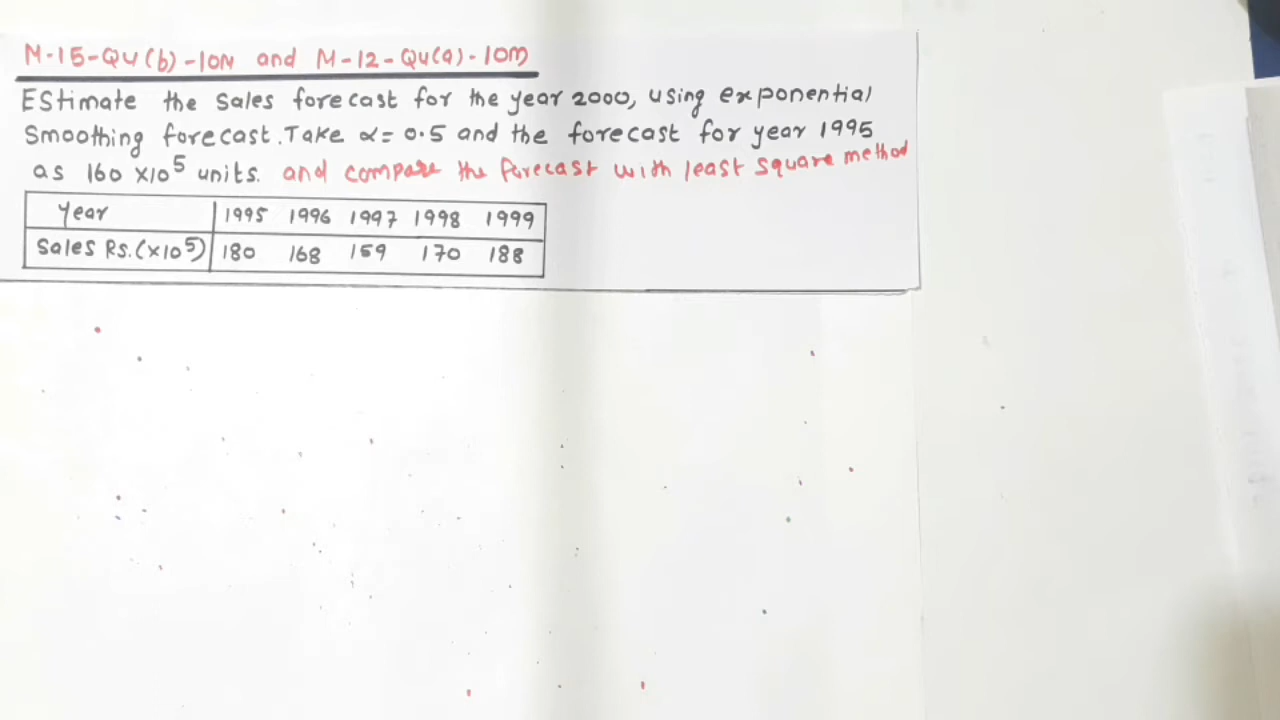 M-15-QU(b)-10M and M-12-QU(a)-10M
EStimate the Sales forecast for the year 2000, using exponential
Smoothing forecast. Take α = 0.5 and the forecast for year 1995
as 160 ×10⁵ units. and compare the forecast with least square method
Year 1995 1996 1997 1998 1999
Sales Rs.(×10⁵) 180 168 159 170 188